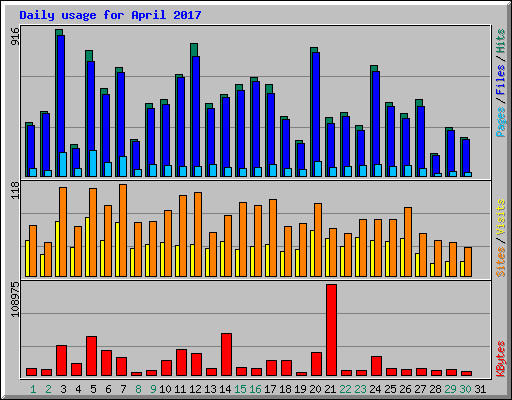 Daily usage for April 2017
916
Pages / Files / Hits
118
Sites / Visits
108975
KBytes
1 2 3 4 5 6 7 8 9 10 11 12 13 14 15 16 17 18 19 20 21 22 23 24 25 26 27 28 29 30 31